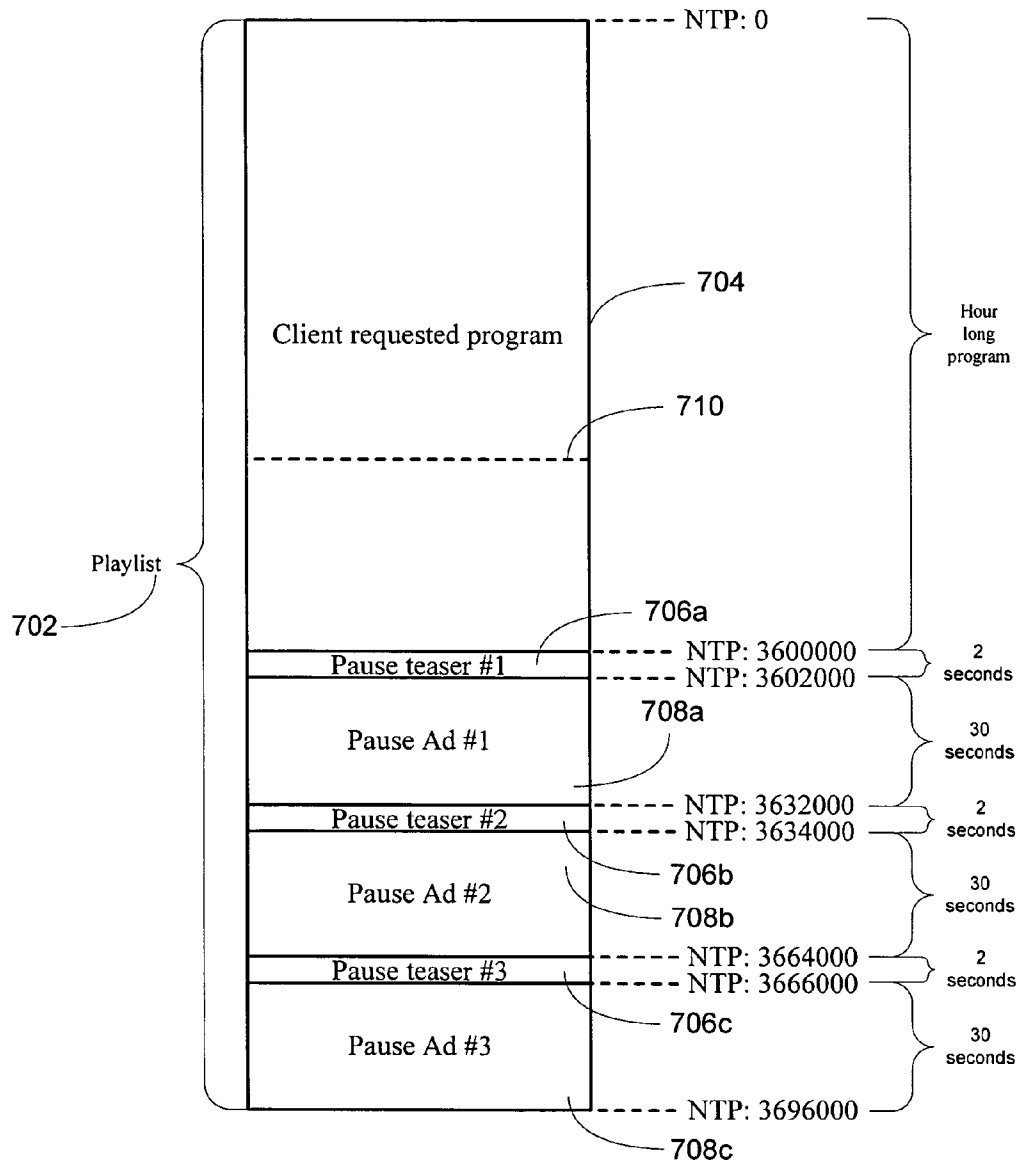 NTP: 0
704
Hour
long
program
Client requested program
710
Playlist
702
706a
NTP: 3600000
2
seconds
Pause teaser #1
NTP: 3602000
708a
30
seconds
Pause Ad #1
NTP: 3632000
2
seconds
Pause teaser #2
NTP: 3634000
706b
30
seconds
Pause Ad #2
708b
NTP: 3664000
2
seconds
Pause teaser #3
NTP: 3666000
706c
30
seconds
Pause Ad #3
NTP: 3696000
708c